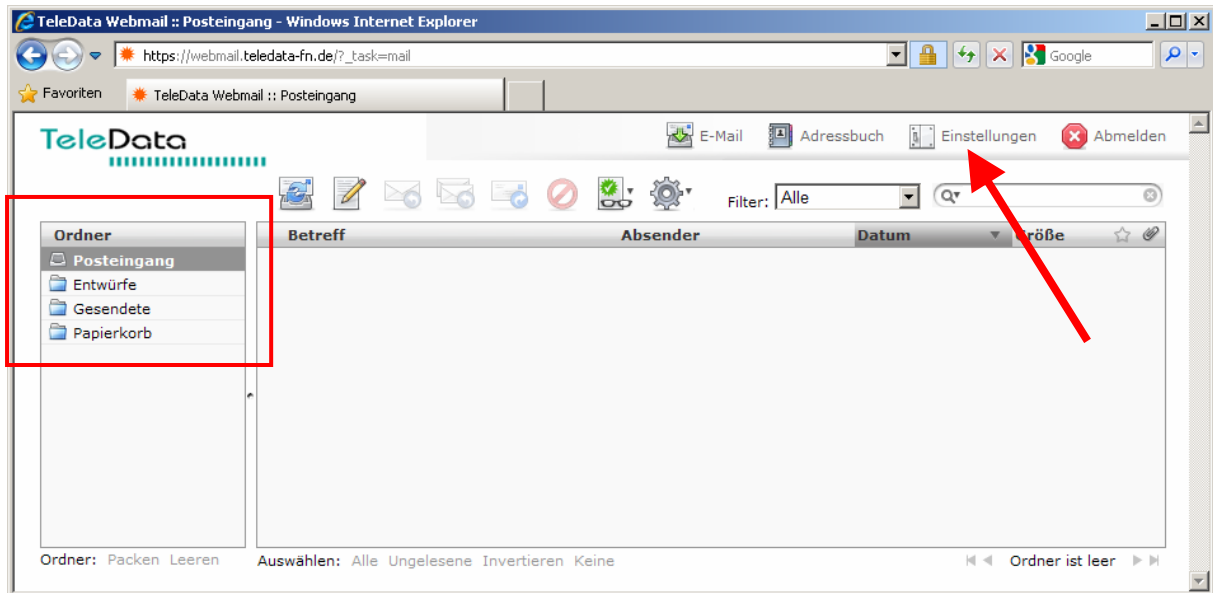 TeleData Webmail :: Posteingang - Windows Internet Explorer
https://webmail.teledata-fn.de/?_task=mail
Google
Favoriten
TeleData Webmail :: Posteingang
TeleData
E-Mail Adressbuch Einstellungen Abmelden
Filter: Alle
Ordner
Betreff Absender Datum Größe
Posteingang
Entwürfe
Gesendete
Papierkorb
Ordner: Packen Leeren
Auswählen: Alle Ungelesene Invertieren Keine
Ordner ist leer